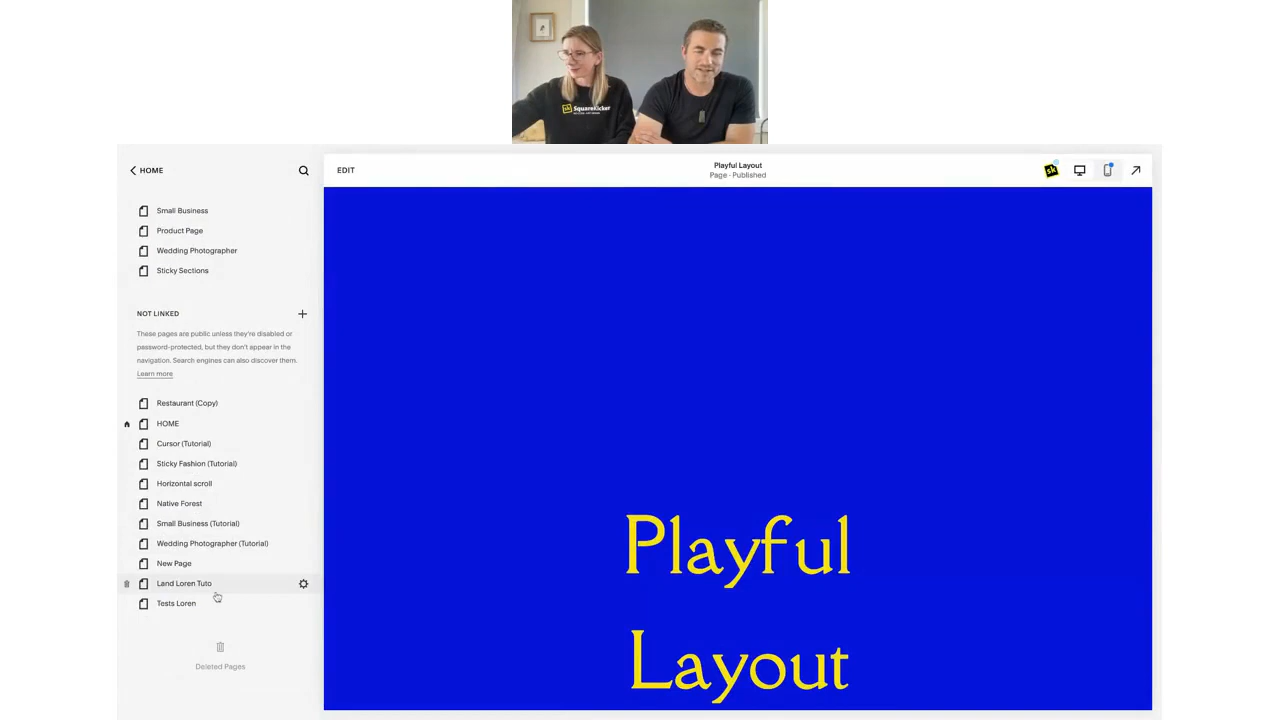 SquareKicker
HOME
EDIT
Playful Layout
Page · Published
sk
Small Business
Product Page
Wedding Photographer
Sticky Sections
NOT LINKED
These pages are public unless they're disabled or
password-protected, but they don't appear in the
navigation. Search engines can also discover them.
Learn more
Restaurant (Copy)
HOME
Cursor (Tutorial)
Sticky Fashion (Tutorial)
Horizontal scroll
Native Forest
Small Business (Tutorial)
Wedding Photographer (Tutorial)
New Page
Land Loren Tuto
Tests Loren
Deleted Pages
Playful
Layout